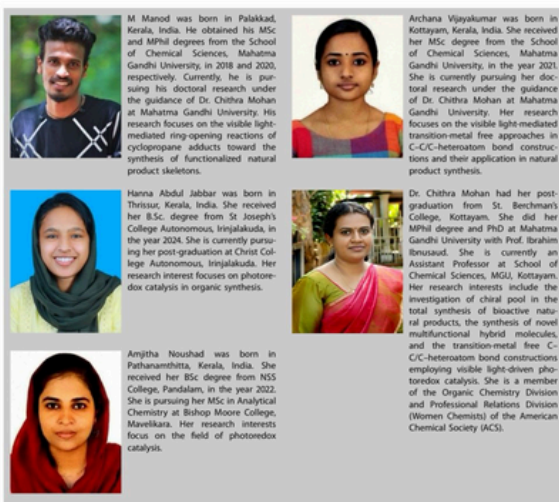 M Manod was born in Palakkad,
Kerala, India. He obtained his MSc
and MPhil degrees from the School
of Chemical Sciences, Mahatma
Gandhi University, in 2018 and 2020,
respectively. Currently, he is pur-
suing his doctoral research under
the guidance of Dr. Chithra Mohan
at Mahatma Gandhi University. His
research focuses on the visible light-
mediated ring-opening reactions of
cyclopropane adducts toward the
synthesis of functionalized natural
product skeletons.
Hanna Abdul Jabbar was born in
Thrissur, Kerala, India. She received
her B.Sc. degree from St Joseph's
College Autonomous, Irinjalakuda, in
the year 2024. She is currently pursu-
ing her post-graduation at Christ Col-
lege Autonomous, Irinjalakuda. Her
research interest focuses on photore-
dox catalysis in organic synthesis.
Amjitha Noushad was born in
Pathanamthitta, Kerala, India. She
received her BSc degree from NSS
College, Pandalam, in the year 2022.
She is pursuing her MSc in Analytical
Chemistry at Bishop Moore College,
Mavelikara. Her research interests
focus on the field of photoredox
catalysis.
Archana Vijayakumar was born in
Kottayam, Kerala, India. She received
her MSc degree from the School of
Chemical Sciences, Mahatma
Gandhi University, in the year 2021.
She is currently pursuing her doc-
toral research under the guidance
of Dr. Chithra Mohan at Mahatma
Gandhi University. Her research
focuses on the visible light-mediated
transition-metal free approaches in
C–C/C–heteroatom bond construc-
tions and their application in natural
product synthesis.
Dr. Chithra Mohan had her post-
graduation from St. Berchman's
College, Kottayam. She did her
MPhil degree and PhD at Mahatma
Gandhi University with Prof. Ibrahim
Ibnusaud. She is currently an
Assistant Professor at School of
Chemical Sciences, MGU, Kottayam.
Her research interests include the
investigation of chiral pool in the
total synthesis of bioactive natu-
ral products, the synthesis of novel
multifunctional hybrid molecules,
and the transition-metal free C–
C/C–heteroatom bond constructions
employing visible light-driven pho-
toredox catalysis. She is a member
of the Organic Chemistry Division
and Professional Relations Division
(Women Chemists) of the American
Chemical Society (ACS).